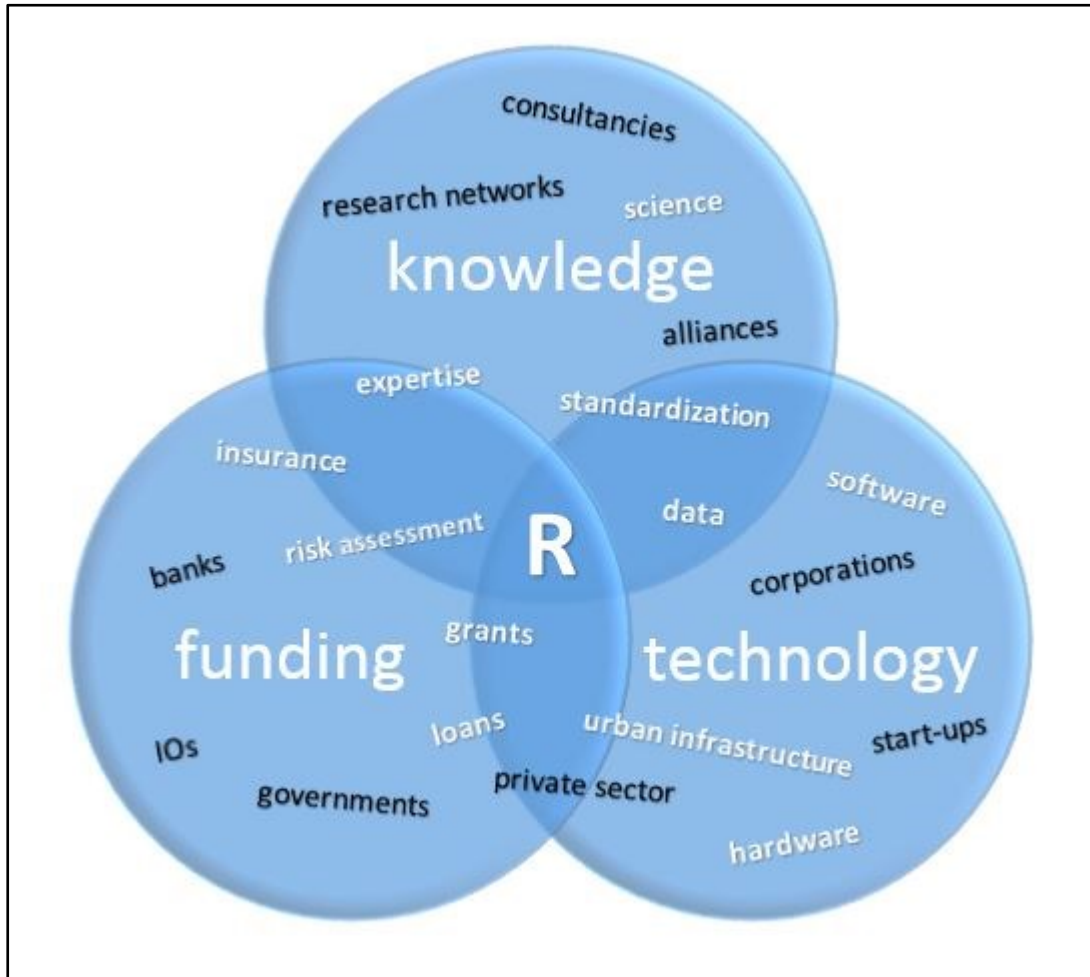 consultancies
research networks
science
knowledge
alliances
expertise
standardization
insurance
software
data
risk assessment
R
banks
corporations
grants
funding
technology
loans
urban infrastructure
start-ups
IOs
private sector
governments
hardware